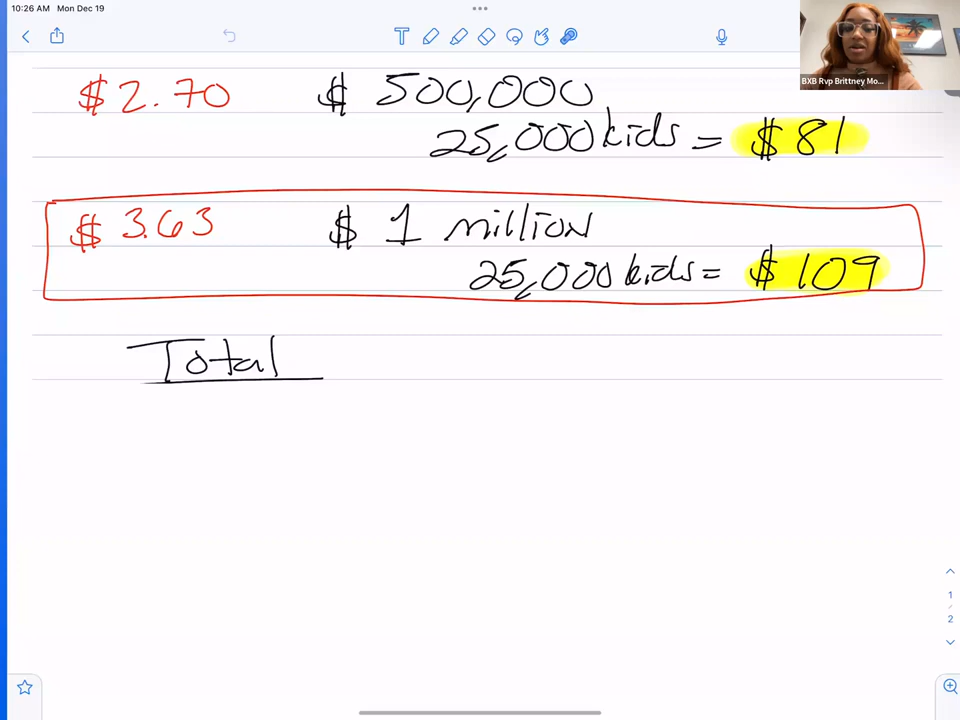 10:26 AM Mon Dec 19
BXB Rvp Brittney Mo...
$2.70 $ 500,000
25,000 kids = $81
$ 3.63 $ 1 million
25,000 kids = $109
Total
1
2